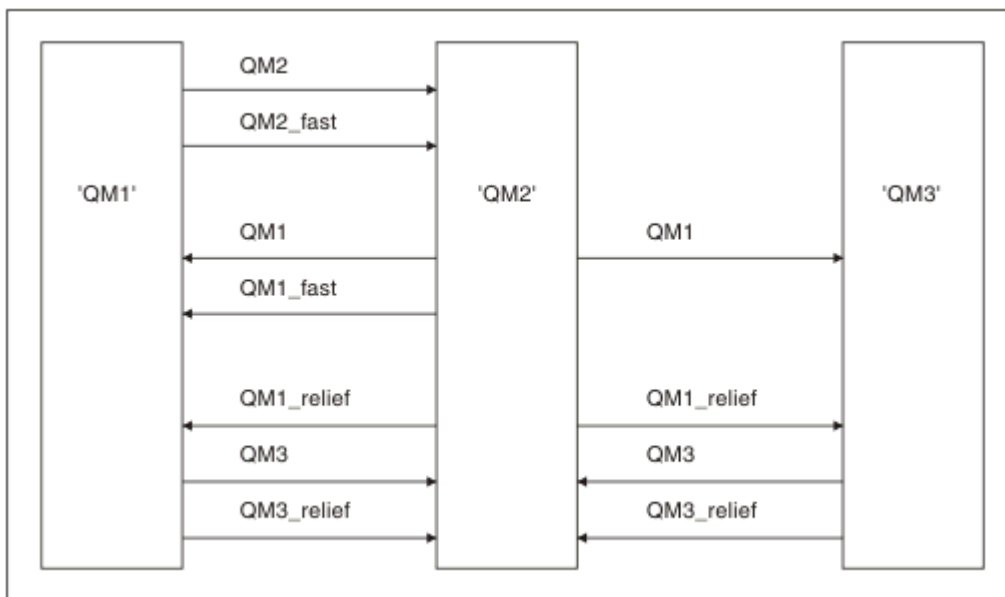 QM2
QM2_fast
'QM1'
'QM2'
'QM3'
QM1
QM1
QM1_fast
QM1_relief
QM1_relief
QM3
QM3
QM3_relief
QM3_relief